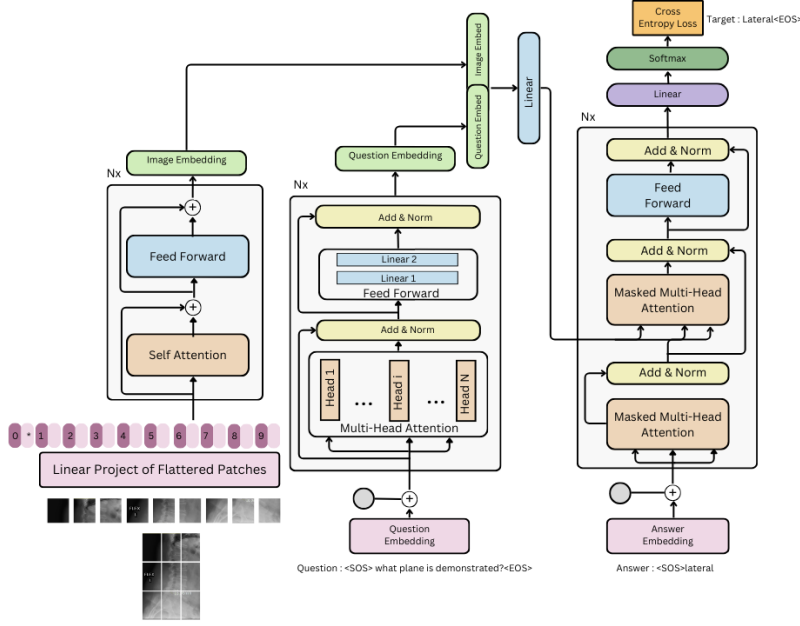 Cross
Entropy Loss
Target : Lateral<EOS>
Softmax
Linear
Nx
Add & Norm
Feed
Forward
Add & Norm
Masked Multi-Head
Attention
Add & Norm
Masked Multi-Head
Attention
Answer
Embedding
Answer : <SOS>lateral
Image Embed
Question Embed
Linear
Image Embedding
Nx
Feed Forward
Self Attention
0 * 1 2 3 4 5 6 7 8 9
Linear Project of Flattered Patches
Question Embedding
Nx
Add & Norm
Linear 2
Linear 1
Feed Forward
Add & Norm
Head 1
...
Head i
...
Head N
Multi-Head Attention
Question
Embedding
Question : <SOS> what plane is demonstrated?<EOS>